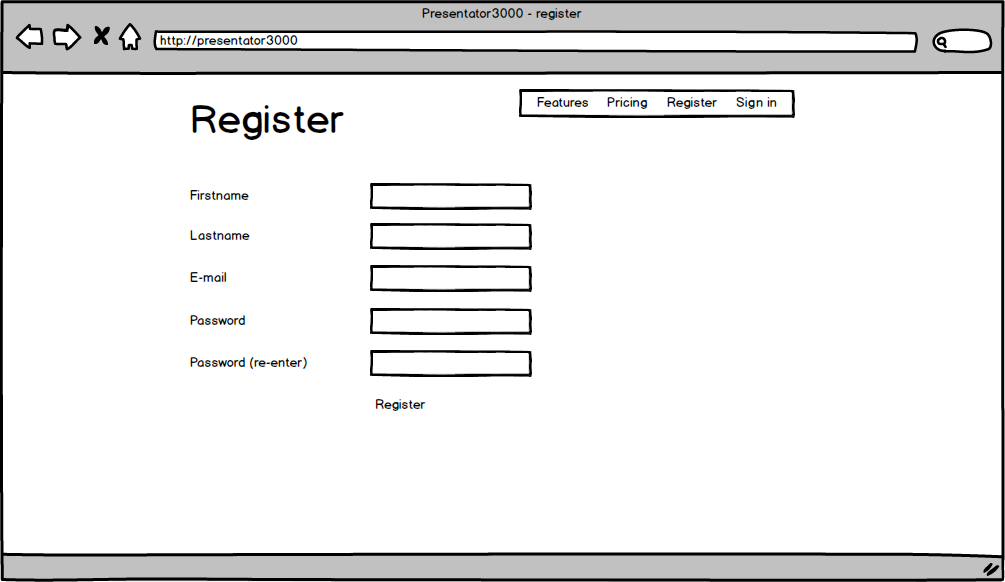 Presentator3000 - register
http://presentator3000
Features Pricing Register Sign in
Register
Firstname
Lastname
E-mail
Password
Password (re-enter)
Register